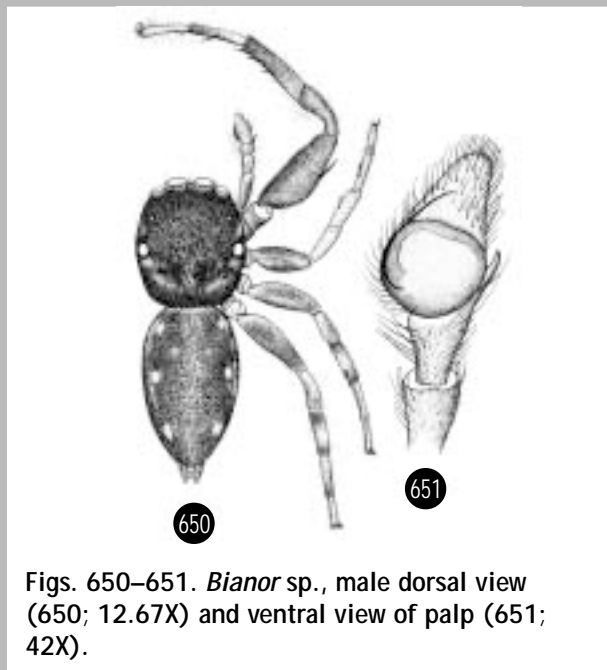 650
651
Figs. 650–651. Bianor sp., male dorsal view
(650; 12.67X) and ventral view of palp (651;
42X).